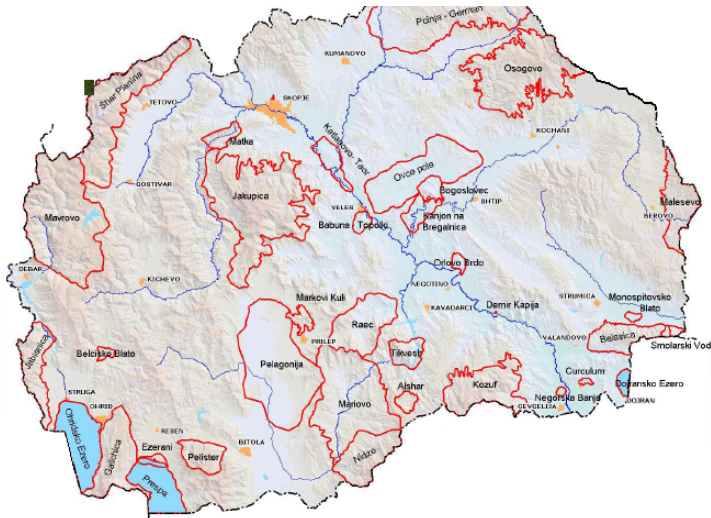 Pcinja - German
KUMANOVO
Osogovo
Shar Planina
TETOVO
SKOPJE
KOCHANI
Matka
Katlanovo- Taor
Ovce pole
GOSTIVAR
Jakupica
Bogoslovec
SHTIP
Malesevo
Mavrovo
VELES
Kanjon na
Bregalnica
BEROVO
Babuna - Topolki
DEBAR
Orlovo Brdo
KICHEVO
NEGOTINO
Markovi Kuli
KAVADARCI
Demir Kapija
STRUMICA
Monospitovsko
Blato
Raec
Jablanica
PRILEP
VALANDOVO
Belasica
Smolarski Vod
Belcisko Blato
Tikvesh
Pelagonija
Curculum
Dojransko Ezero
STRUGA
Alshar
Kozuf
Negorska Banja
DOJRAN
OHRID
Mariovo
GEVGELIJA
Ohridsko Ezero
Galichica
RESEN
Ezerani
Pelister
BITOLA
Nidze
Prespa